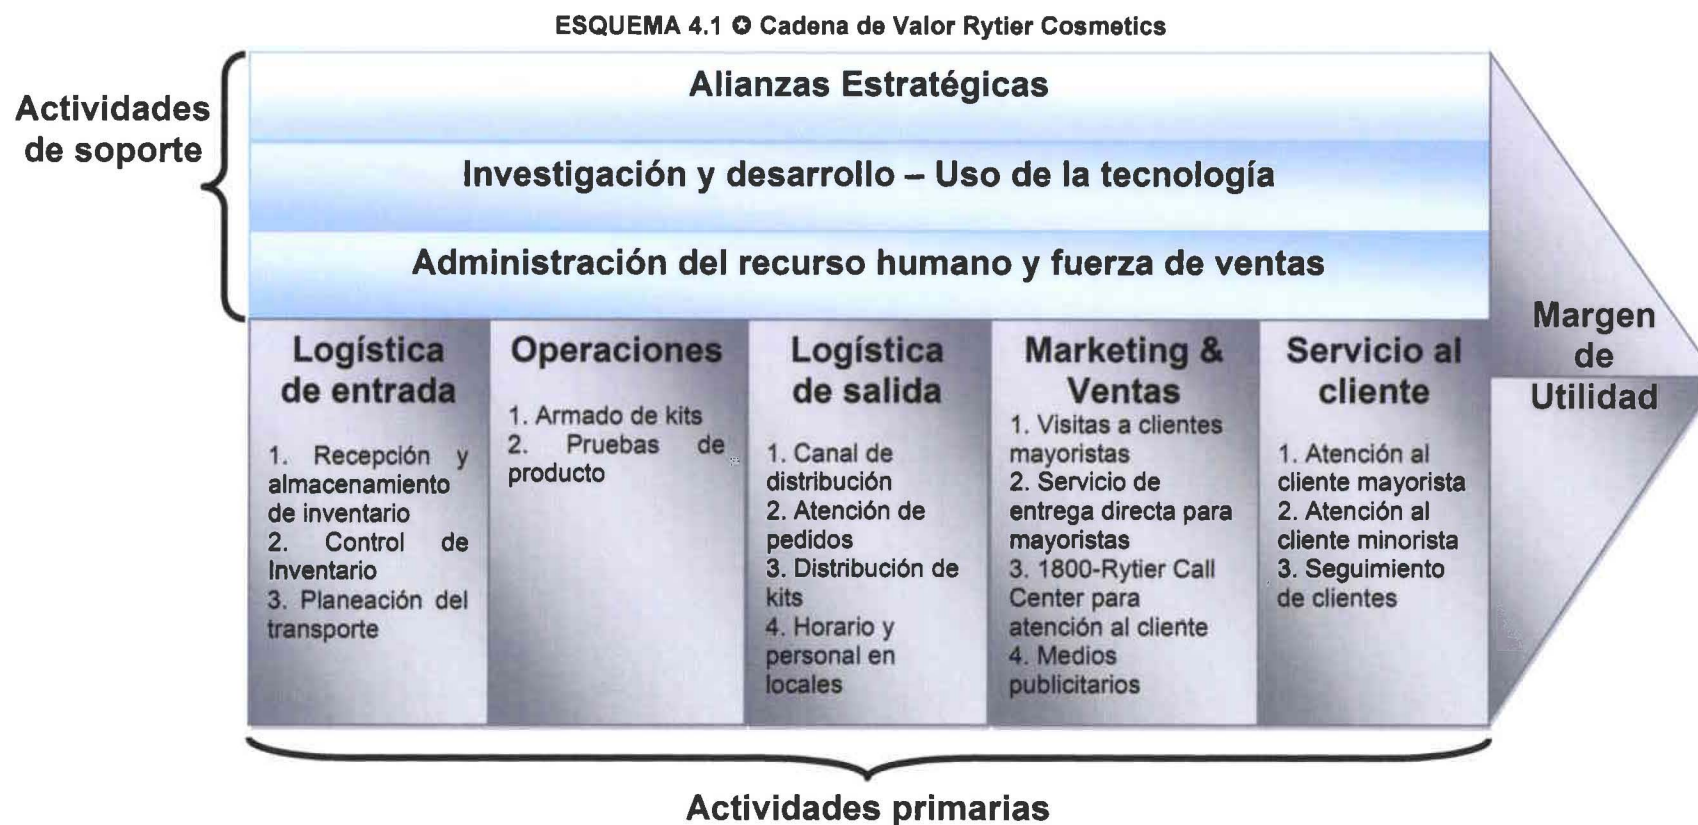 ESQUEMA 4.1 ✪ Cadena de Valor Rytier Cosmetics
Actividades
de soporte
Alianzas Estratégicas
Investigación y desarrollo – Uso de la tecnología
Administración del recurso humano y fuerza de ventas
Logística
de entrada
1. Recepción y
almacenamiento
de inventario
2. Control de
Inventario
3. Planeación del
transporte
Operaciones
1. Armado de kits
2. Pruebas de
producto
Logística
de salida
1. Canal de
distribución
2. Atención de
pedidos
3. Distribución de
kits
4. Horario y
personal en
locales
Marketing &
Ventas
1. Visitas a clientes
mayoristas
2. Servicio de
entrega directa para
mayoristas
3. 1800-Rytier Call
Center para
atención al cliente
4. Medios
publicitarios
Servicio al
cliente
1. Atención al
cliente mayorista
2. Atención al
cliente minorista
3. Seguimiento
de clientes
Margen
de
Utilidad
Actividades primarias